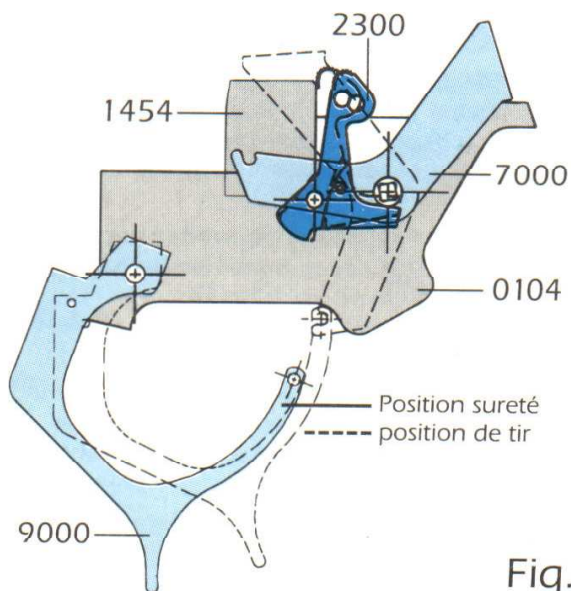 2300
1454
7000
0104
Position sureté
position de tir
9000
Fig.